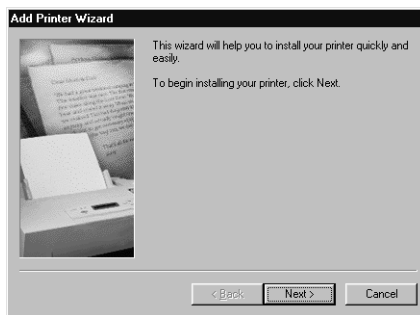 Add Printer Wizard
This wizard will help you to install your printer quickly and
easily.
To begin installing your printer, click Next.
< Back
Next >
Cancel